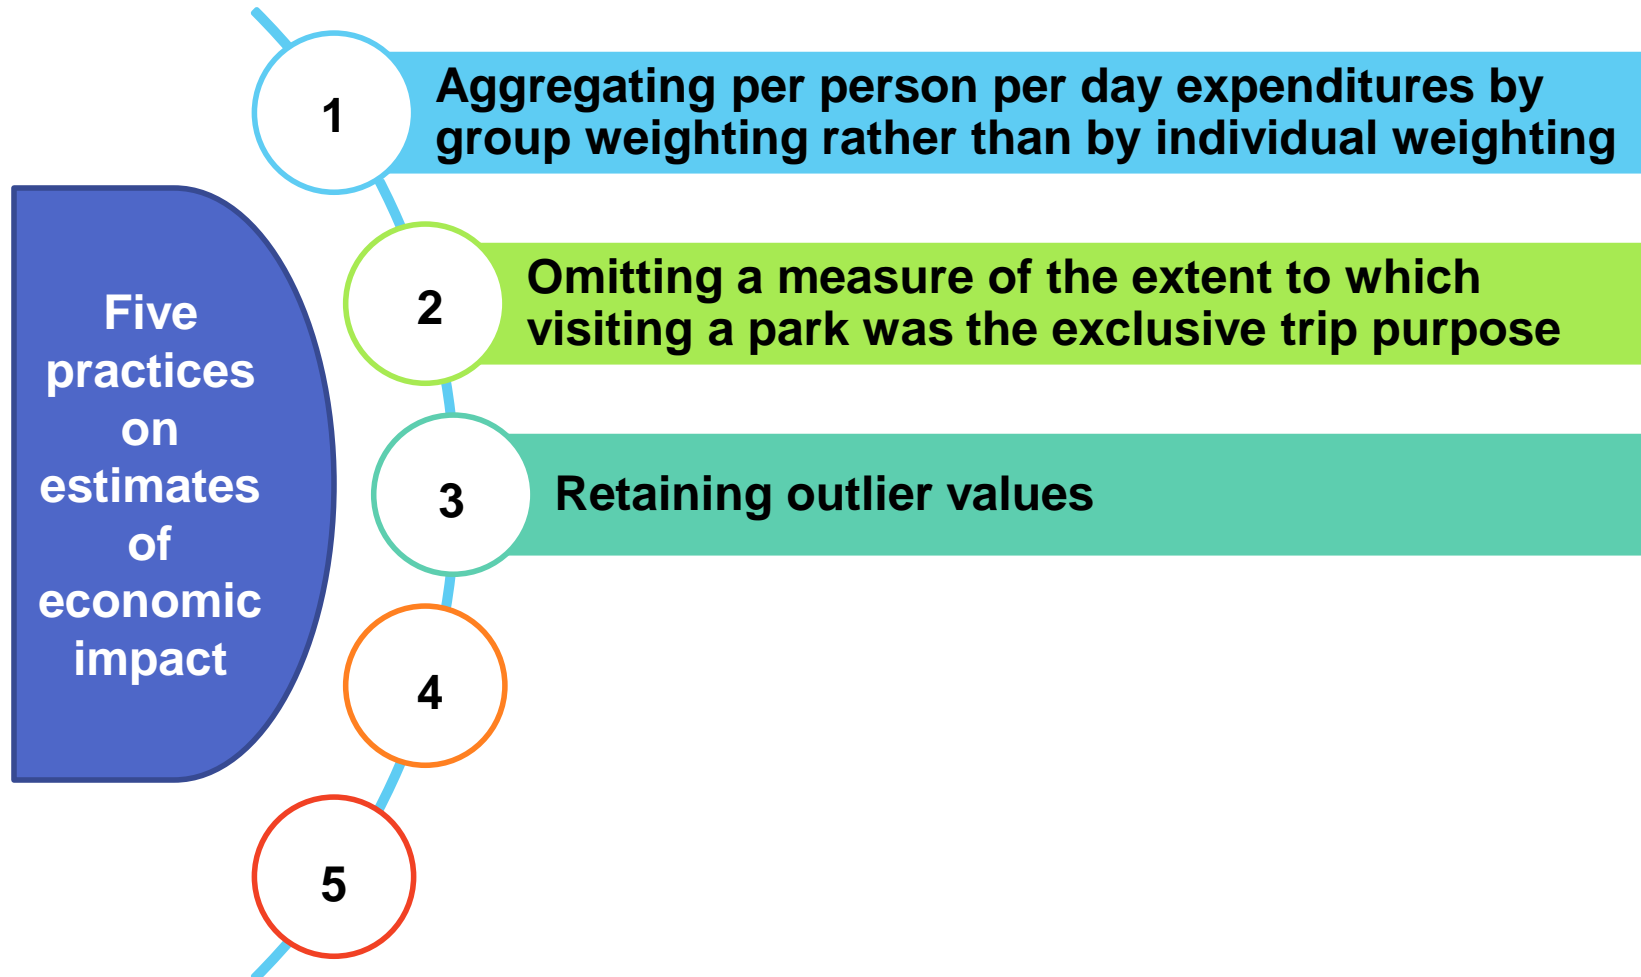 Five
practices
on
estimates
of
economic
impact
1
Aggregating per person per day expenditures by
group weighting rather than by individual weighting
2
Omitting a measure of the extent to which
visiting a park was the exclusive trip purpose
3
Retaining outlier values
4
5